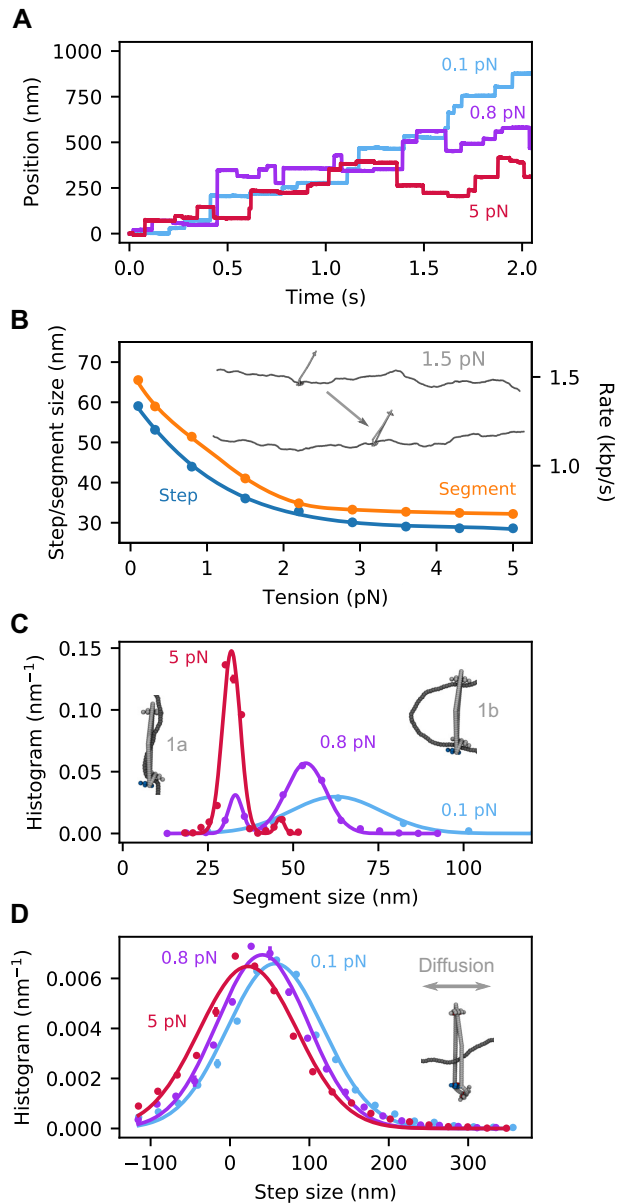 A
1000
750
500
250
0
Position (nm)
0.1 pN
0.8 pN
5 pN
0.0 0.5 1.0 1.5 2.0
Time (s)
B
70
60
50
40
30
Step/segment size (nm)
1.5 pN
Step
Segment
1.5
1.0
Rate (kbp/s)
0 1 2 3 4 5
Tension (pN)
C
0.15
0.10
0.05
0.00
Histogram (nm⁻¹)
5 pN
1a
0.8 pN
1b
0.1 pN
0 25 50 75 100
Segment size (nm)
D
0.006
0.004
0.002
0.000
Histogram (nm⁻¹)
0.8 pN
0.1 pN
5 pN
Diffusion
−100 0 100 200 300
Step size (nm)